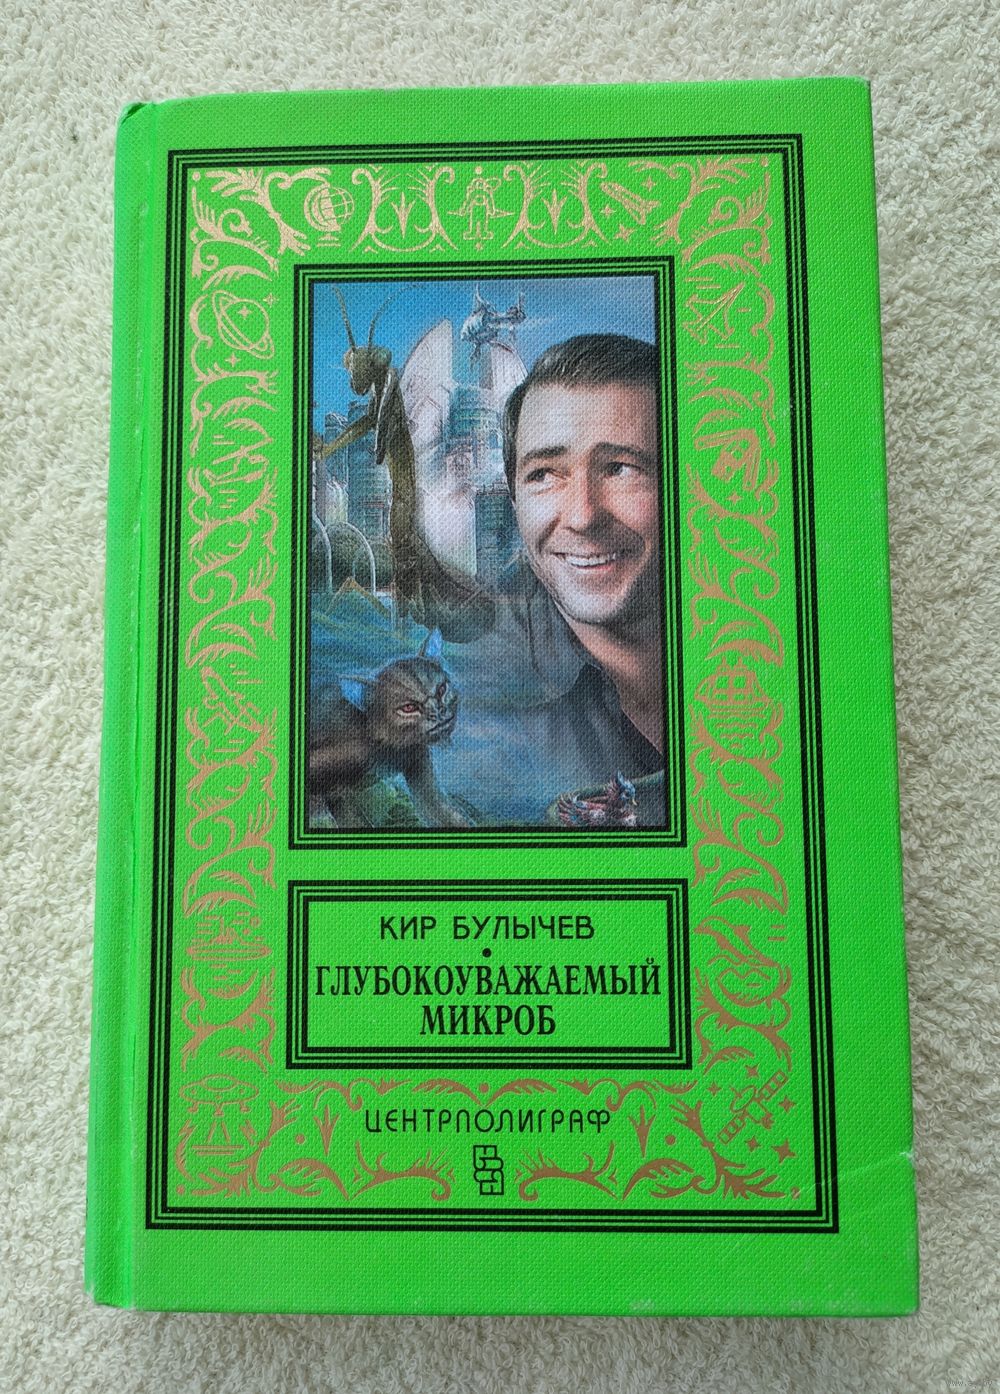 КИР БУЛЫЧЕВ
•
ГЛУБОКОУВАЖАЕМЫЙ
МИКРОБ
ЦЕНТРПОЛИГРАФ